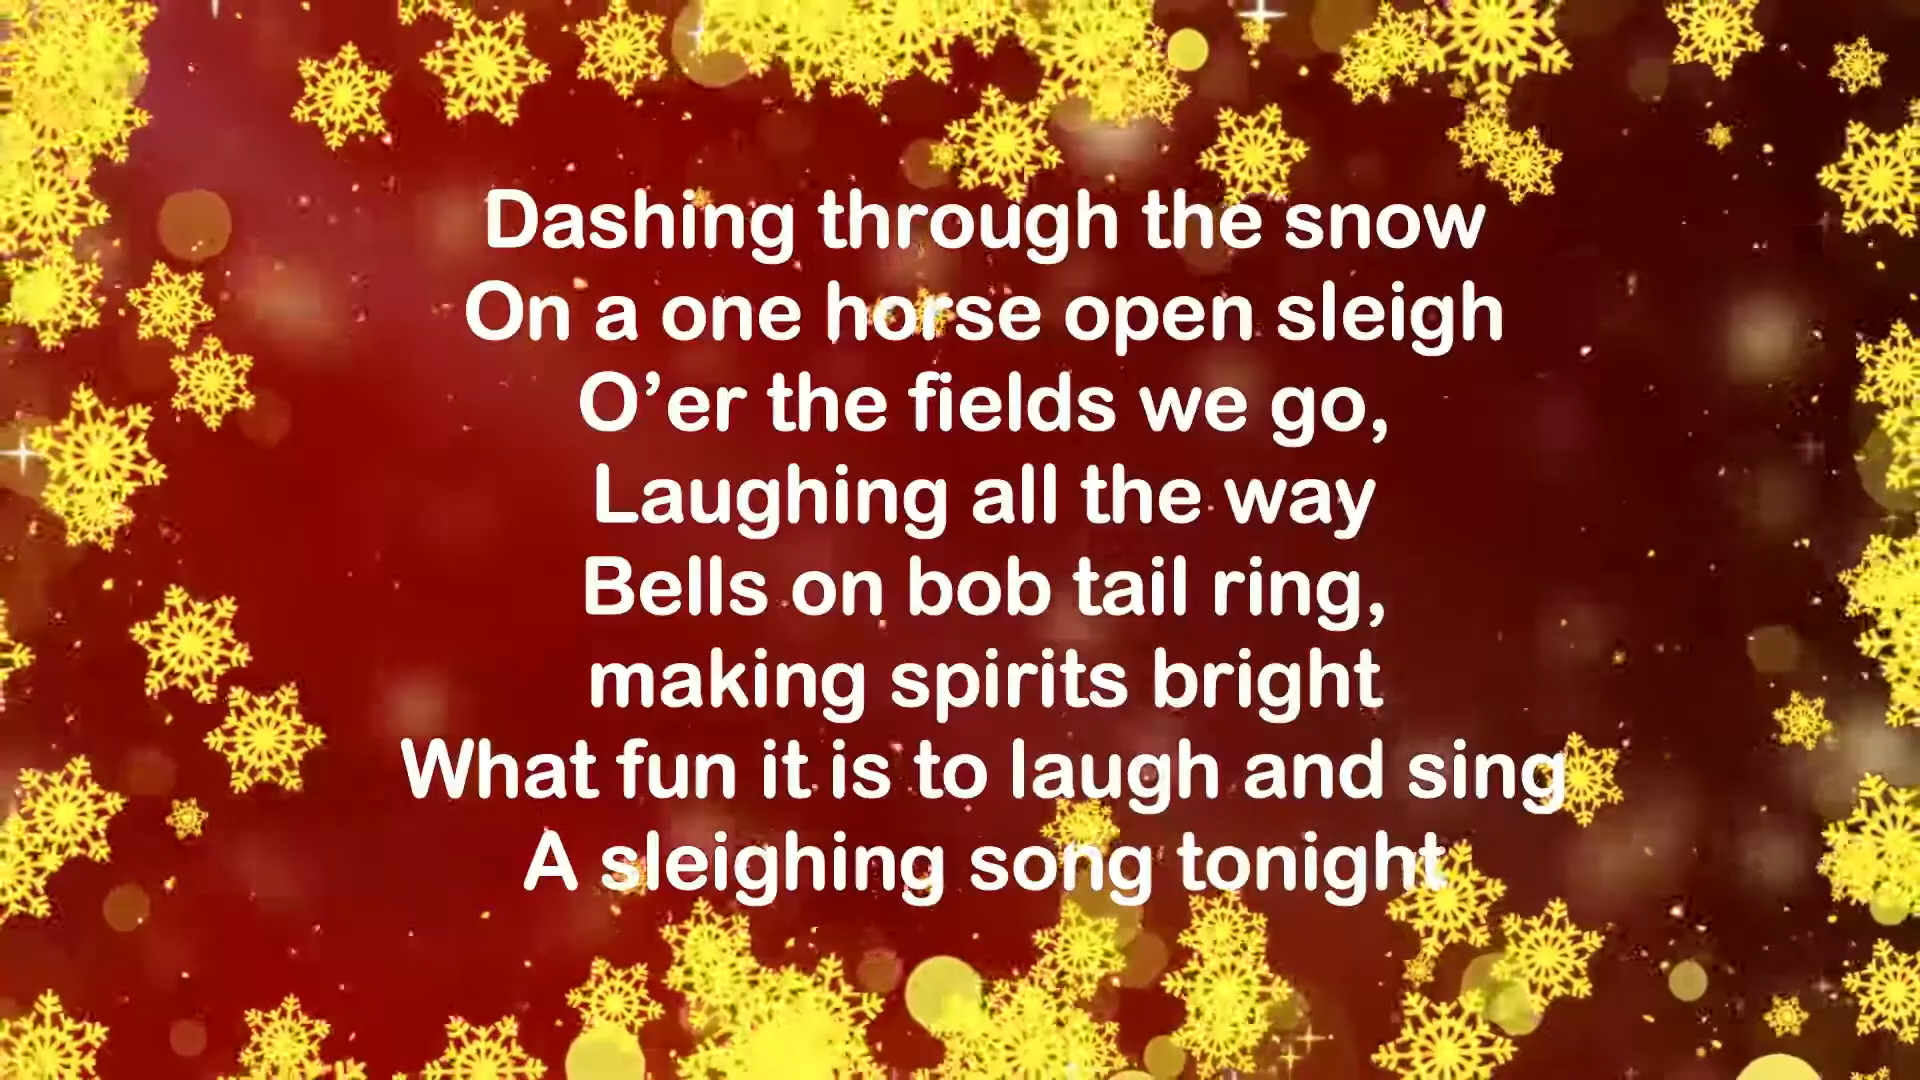 Dashing through the snow
On a one horse open sleigh
O’er the fields we go,
Laughing all the way
Bells on bob tail ring,
making spirits bright
What fun it is to laugh and sing
A sleighing song tonight